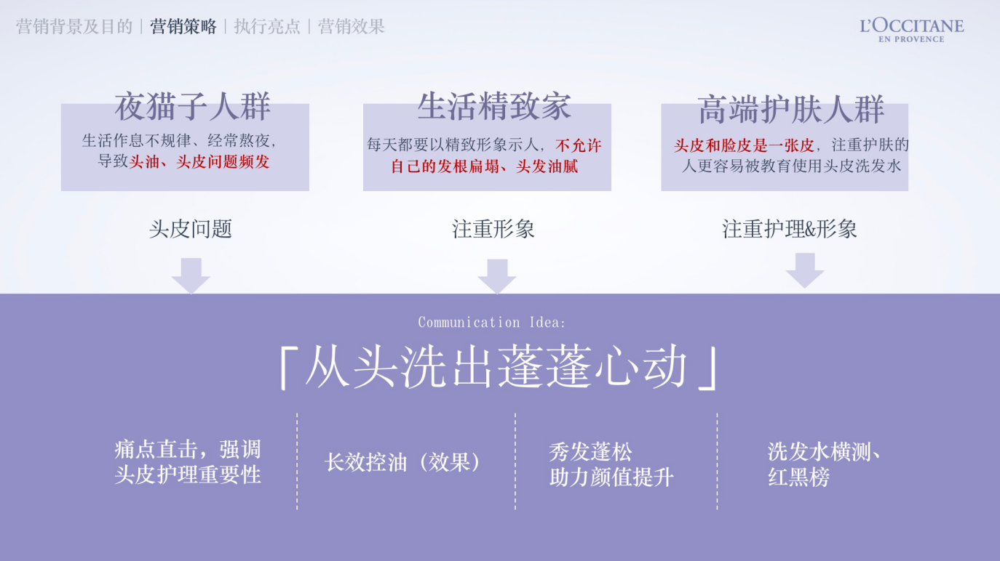 营销背景及目的|营销策略|执行亮点|营销效果
L'OCCITANE
EN PROVENCE
夜猫子人群
生活作息不规律、经常熬夜，
导致头油、头皮问题频发
头皮问题
生活精致家
每天都要以精致形象示人，不允许
自己的发根扁塌、头发油腻
注重形象
高端护肤人群
头皮和脸皮是一张皮，注重护肤的
人更容易被教育使用头皮洗发水
注重护理&形象
Communication Idea:
「从头洗出蓬蓬心动」
痛点直击，强调
头皮护理重要性
长效控油（效果）
秀发蓬松
助力颜值提升
洗发水横测、
红黑榜